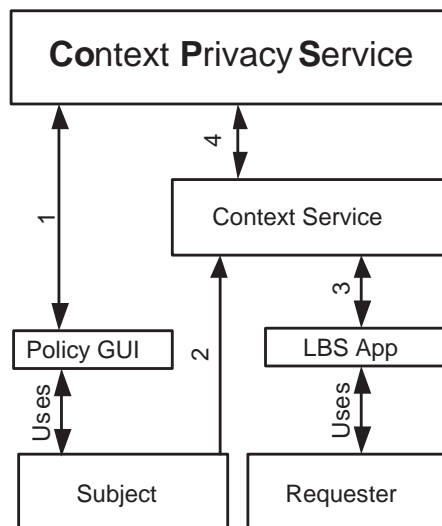 Context Privacy Service
4
1
Context Service
3
2
Policy GUI
LBS App
Uses
Uses
Subject
Requester